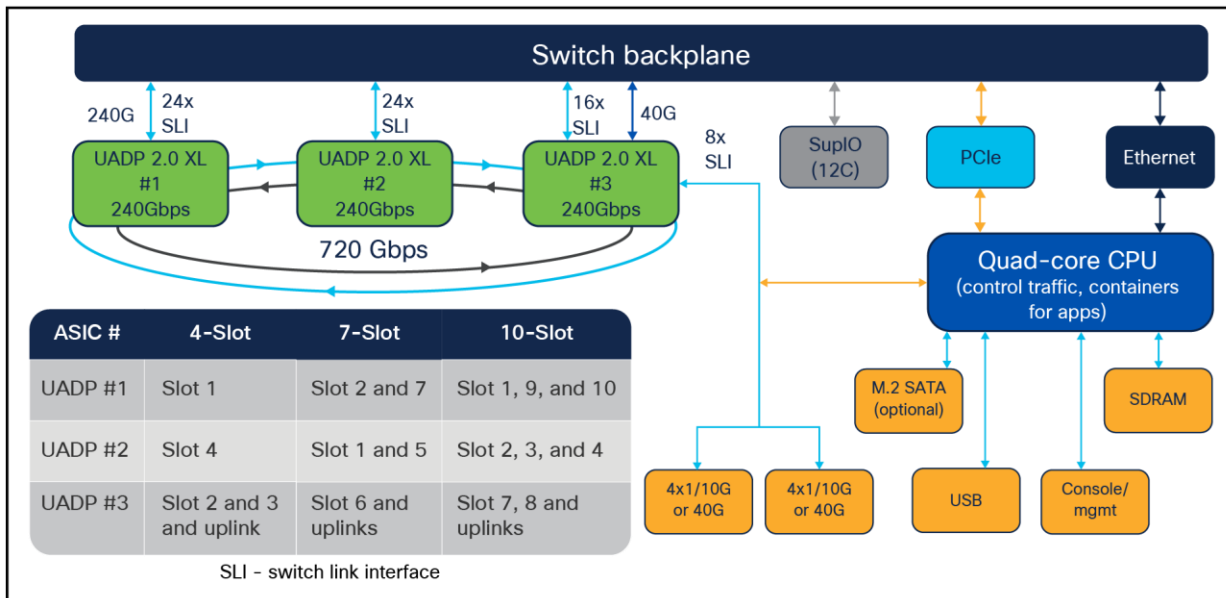 Switch backplane
240G
24x
SLI
24x
SLI
16x
SLI
40G
8x
SLI
UADP 2.0 XL
#1
240Gbps
UADP 2.0 XL
#2
240Gbps
UADP 2.0 XL
#3
240Gbps
720 Gbps
SupIO
(12C)
PCIe
Ethernet
Quad-core CPU
(control traffic, containers
for apps)
M.2 SATA
(optional)
SDRAM
USB
Console/
mgmt
4x1/10G
or 40G
4x1/10G
or 40G
ASIC # 4-Slot 7-Slot 10-Slot
UADP #1 Slot 1 Slot 2 and 7 Slot 1, 9, and 10
UADP #2 Slot 4 Slot 1 and 5 Slot 2, 3, and 4
UADP #3 Slot 2 and 3 Slot 6 and Slot 7, 8 and
and uplink uplinks uplinks
SLI - switch link interface